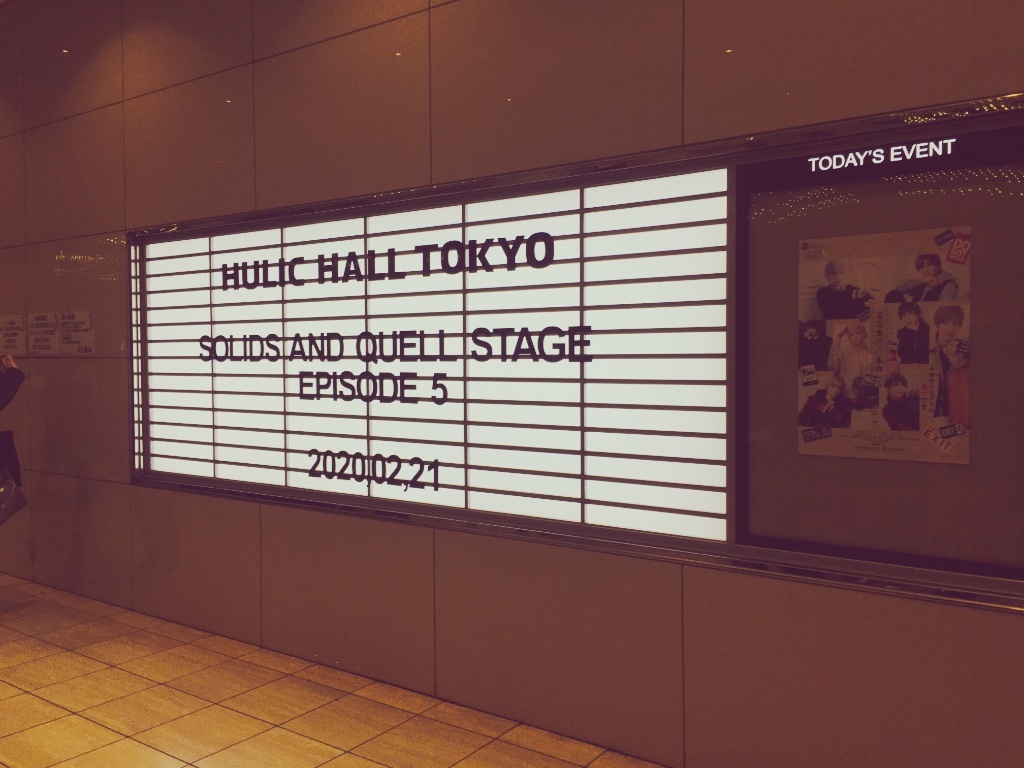 HULIC HALL TOKYO
SOLIDS AND QUELL STAGE
EPISODE 5
2020,02,21
TODAY'S EVENT